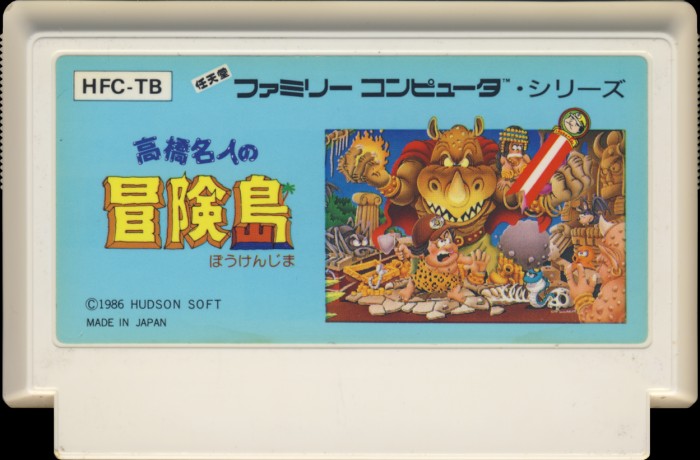 HFC-TB
任天堂 ファミリー コンピュータ™・シリーズ
高橋名人の
冒険島
ぼうけんじま
©1986 HUDSON SOFT
MADE IN JAPAN